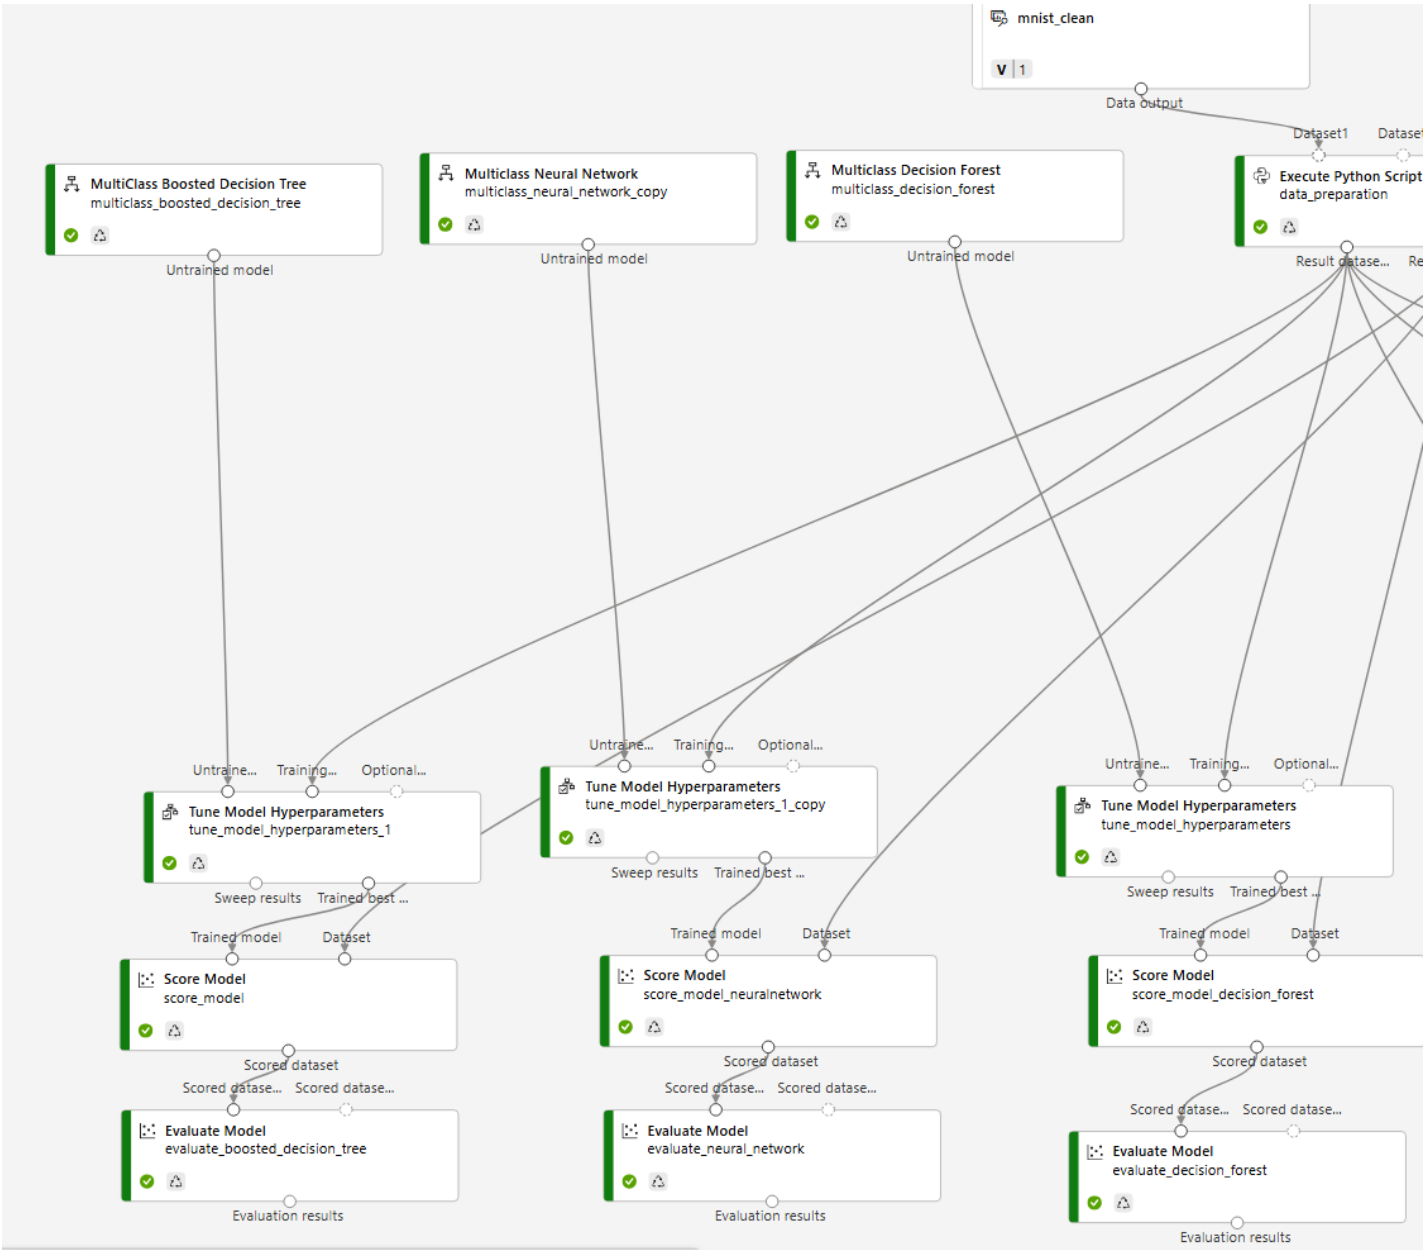 mnist_clean
V 1
Data output
Dataset1 Dataset
MultiClass Boosted Decision Tree
multiclass_boosted_decision_tree
Untrained model
Multiclass Neural Network
multiclass_neural_network_copy
Untrained model
Multiclass Decision Forest
multiclass_decision_forest
Untrained model
Execute Python Script
data_preparation
Result datase... Re
Untraine... Training... Optional...
Tune Model Hyperparameters
tune_model_hyperparameters_1
Sweep results Trained best ...
Untraine... Training... Optional...
Tune Model Hyperparameters
tune_model_hyperparameters_1_copy
Sweep results Trained best ...
Untraine... Training... Optional...
Tune Model Hyperparameters
tune_model_hyperparameters
Sweep results Trained best ...
Trained model Dataset
Score Model
score_model
Scored dataset
Trained model Dataset
Score Model
score_model_neuralnetwork
Scored dataset
Trained model Dataset
Score Model
score_model_decision_forest
Scored dataset
Scored datase... Scored datase...
Evaluate Model
evaluate_boosted_decision_tree
Evaluation results
Scored datase... Scored datase...
Evaluate Model
evaluate_neural_network
Evaluation results
Scored datase... Scored datase...
Evaluate Model
evaluate_decision_forest
Evaluation results